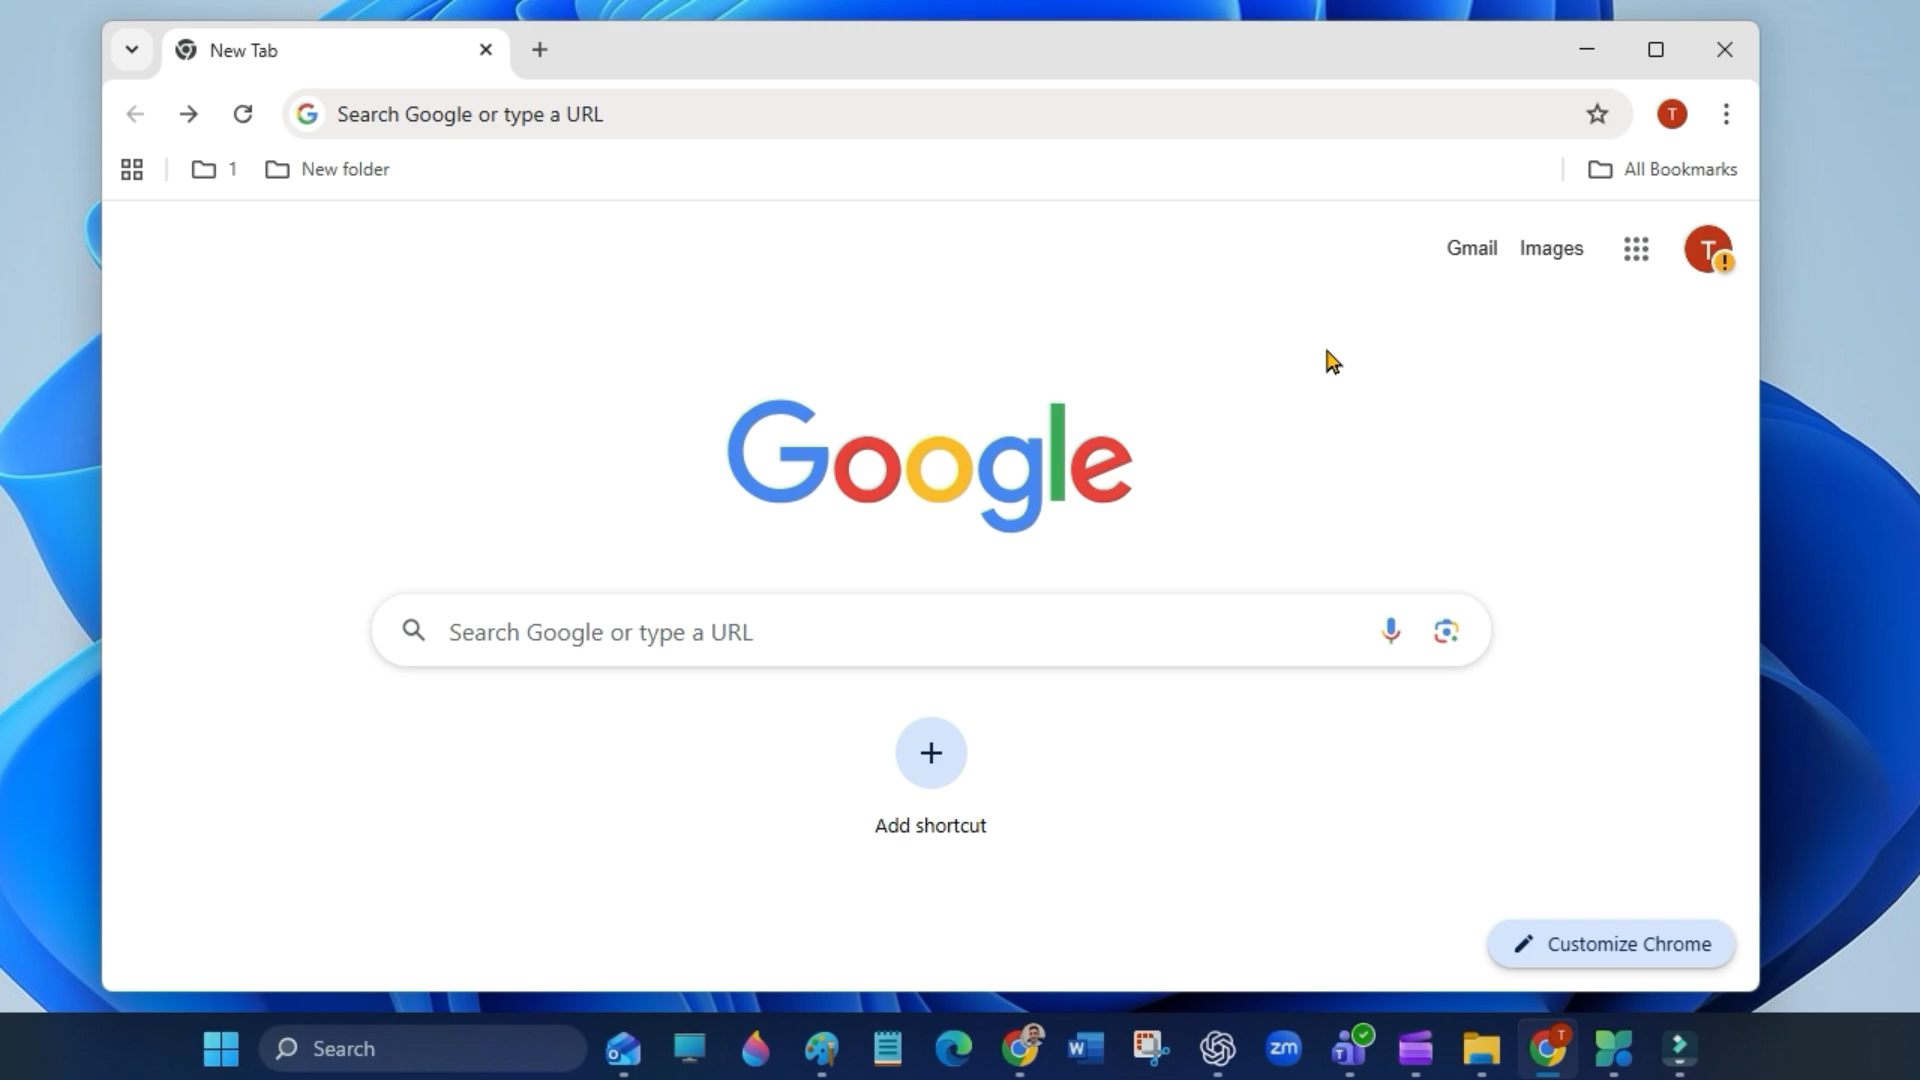 New Tab
Search Google or type a URL
T
1
New folder
All Bookmarks
Gmail
Images
T
!
Google
Search Google or type a URL
Add shortcut
Customize Chrome
Search
W
zm
T
T